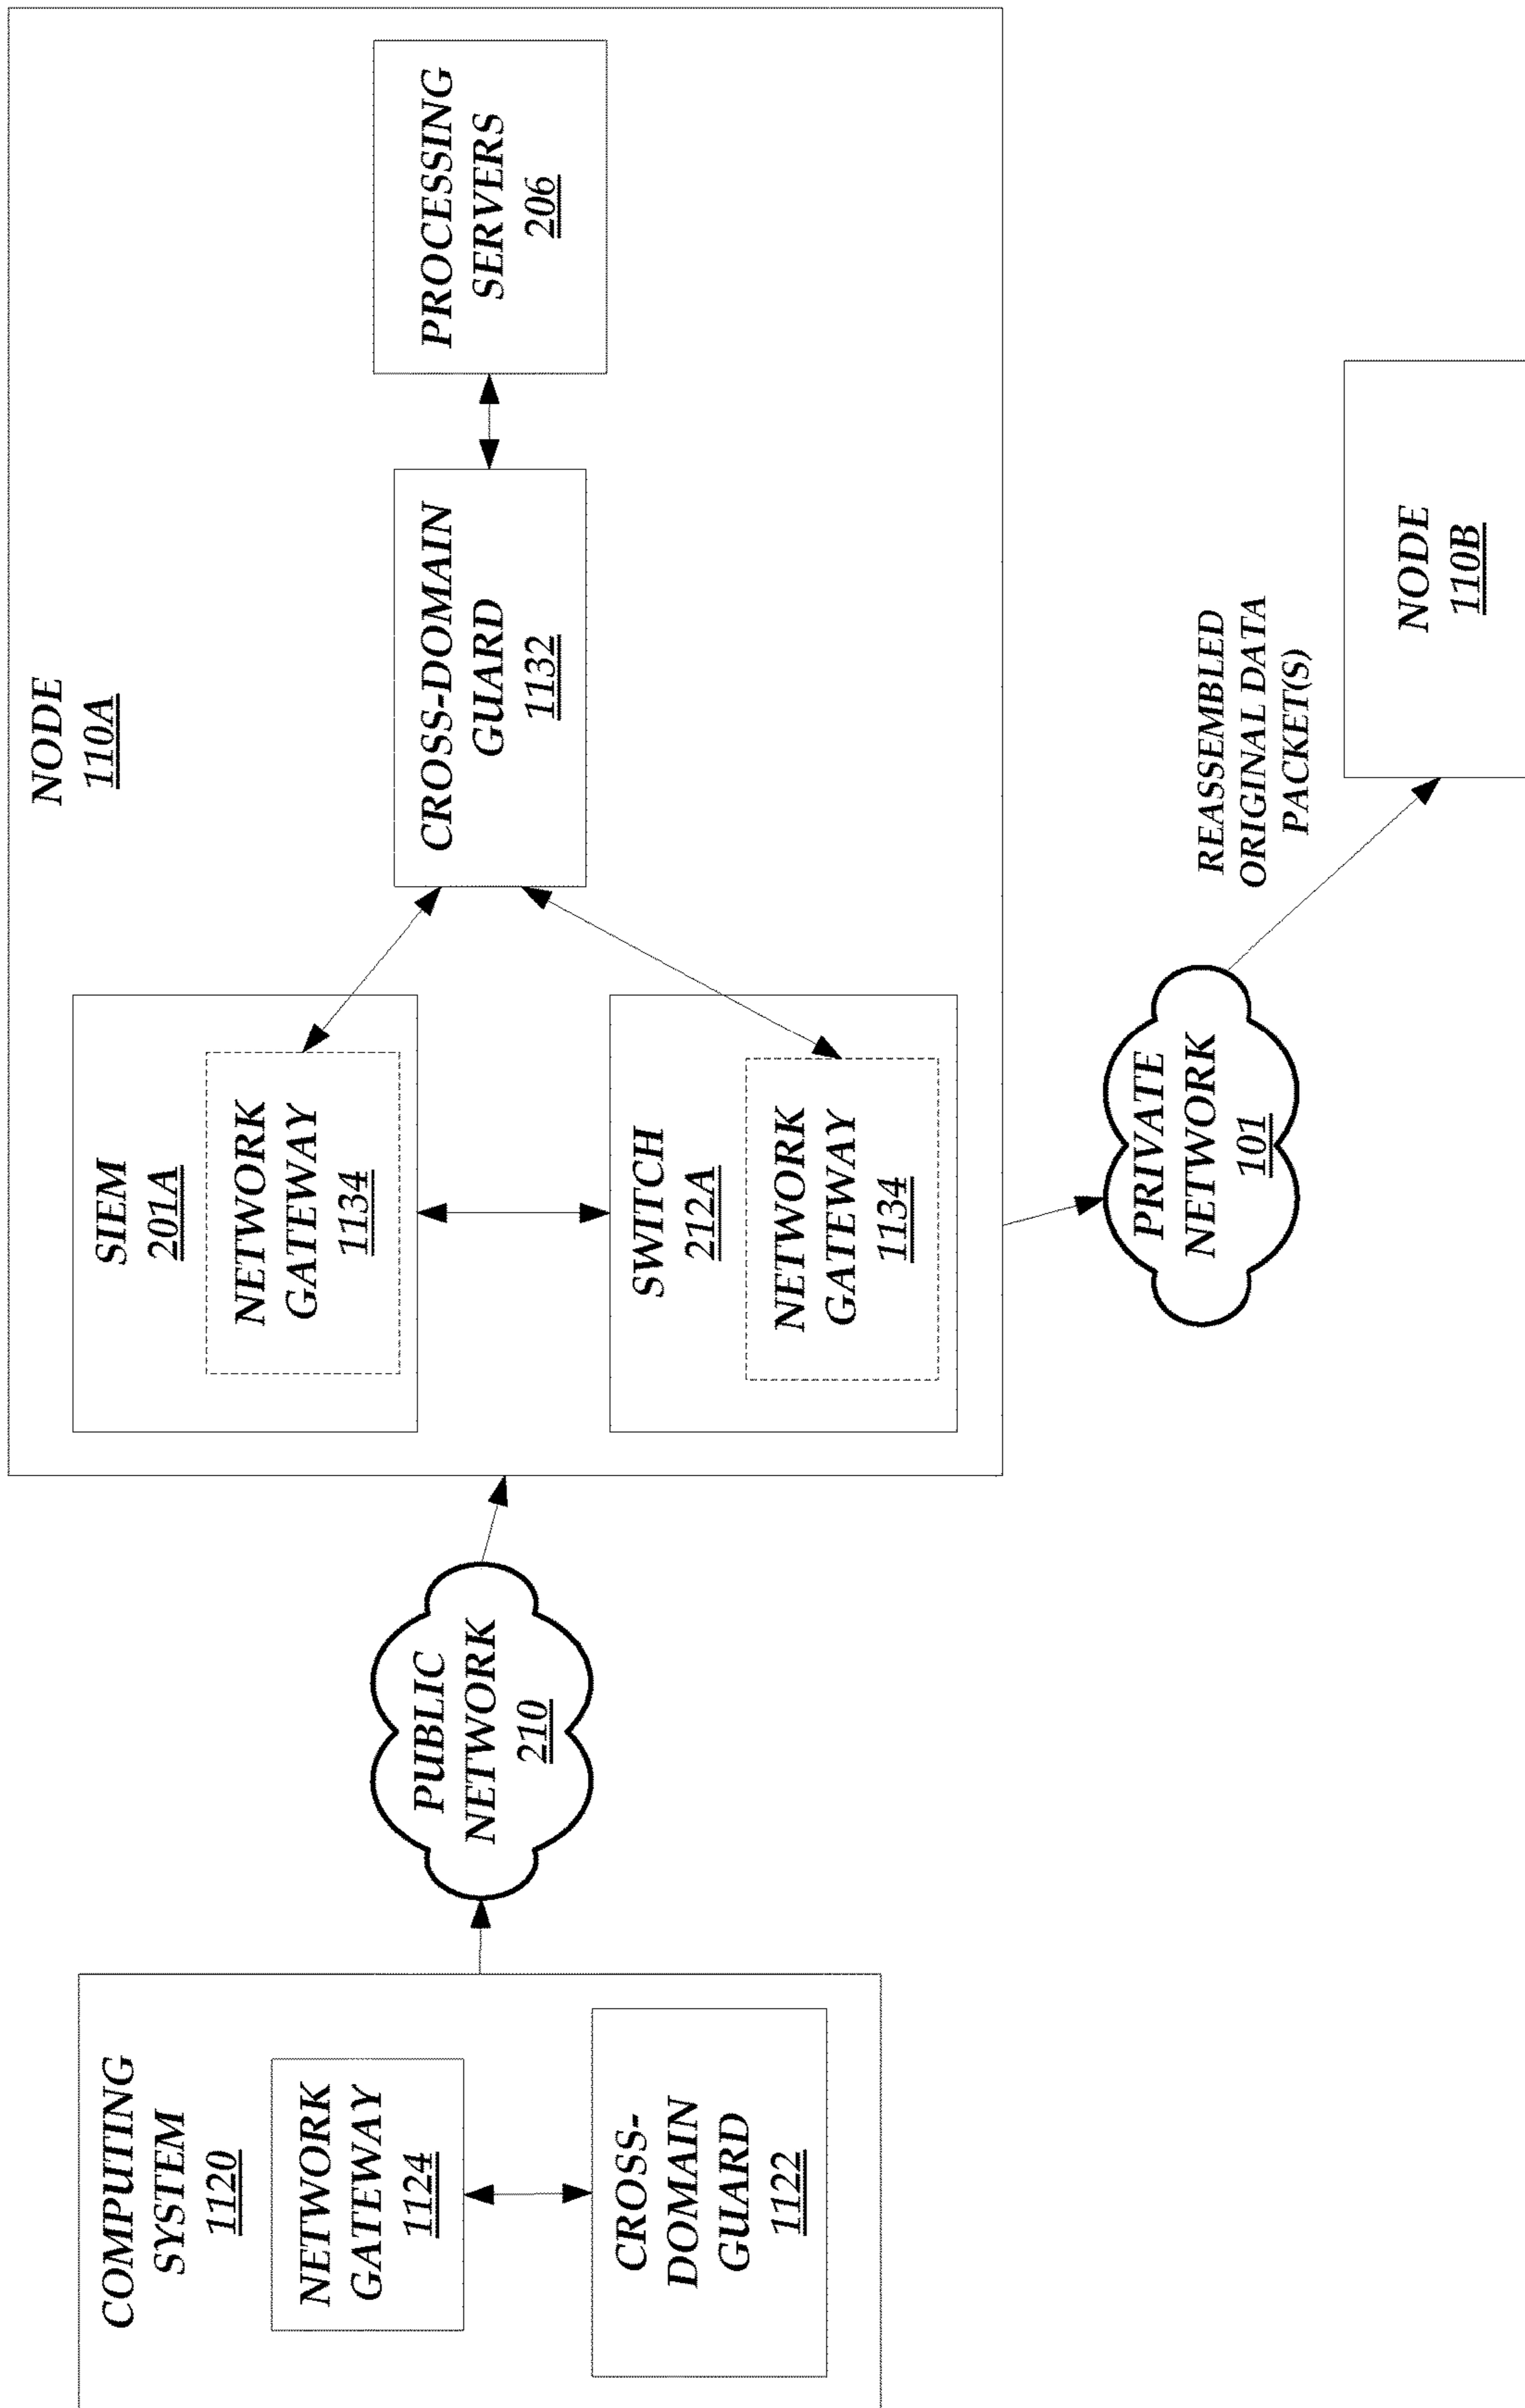 COMPUTING
SYSTEM
1120
NETWORK
GATEWAY
1124
CROSS-
DOMAIN
GUARD
1122
PUBLIC
NETWORK
210
NODE
110A
SIEM
201A
NETWORK
GATEWAY
1134
SWITCH
212A
NETWORK
GATEWAY
1134
CROSS-DOMAIN
GUARD
1132
PROCESSING
SERVERS
206
PRIVATE
NETWORK
101
REASSEMBLED
ORIGINAL DATA
PACKET(S)
NODE
110B